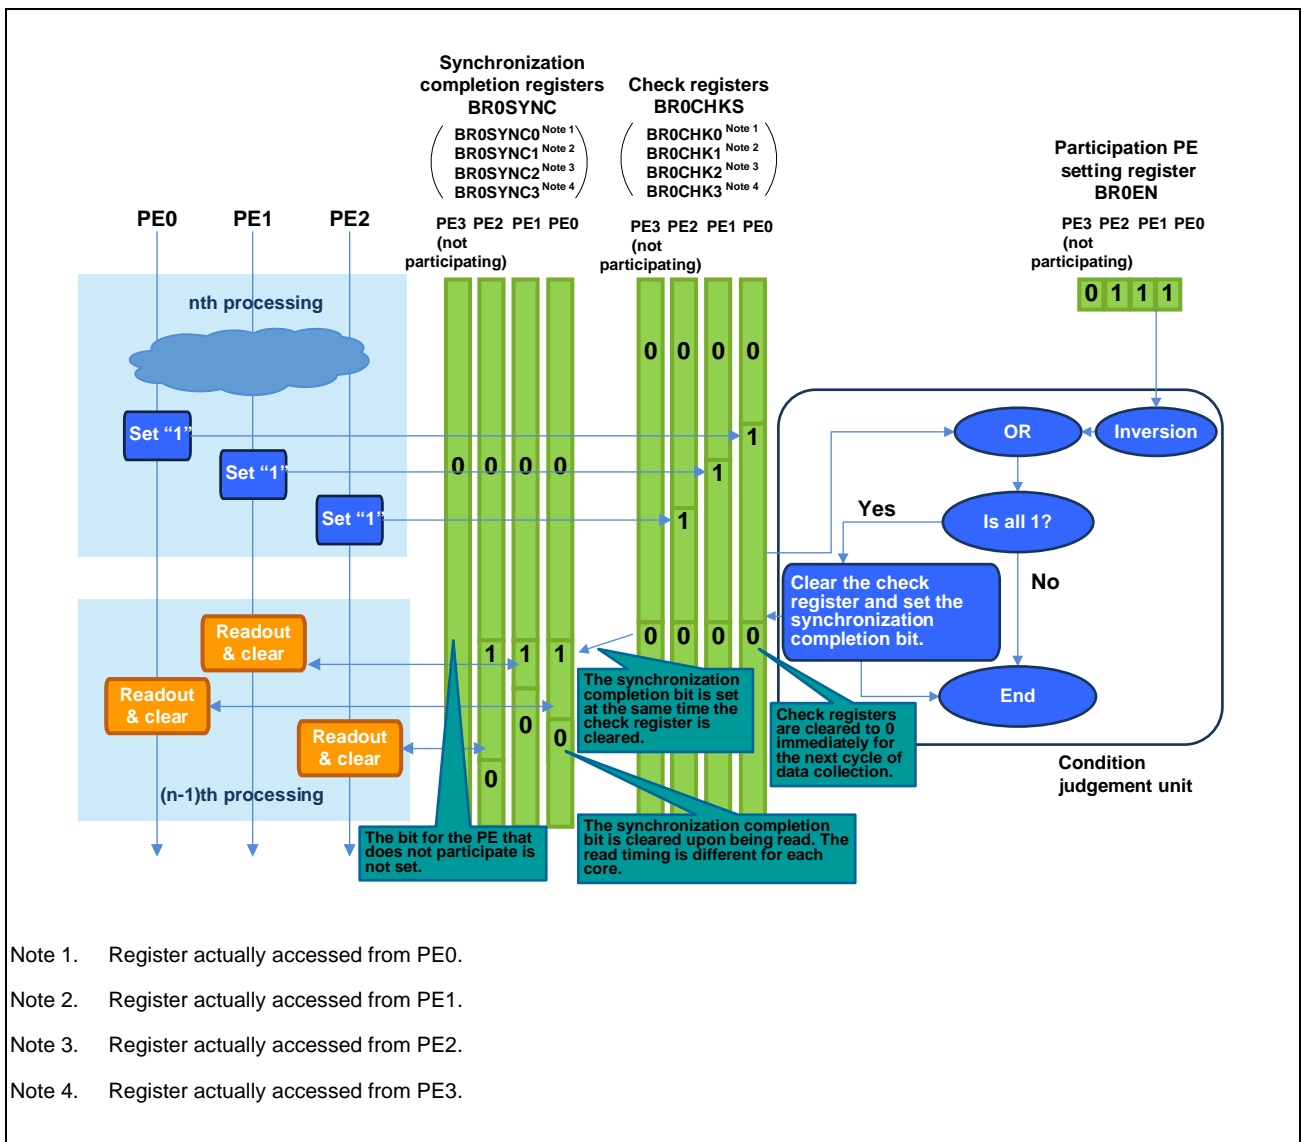 Synchronization
completion registers
BR0SYNC
BR0SYNC0 Note 1
BR0SYNC1 Note 2
BR0SYNC2 Note 3
BR0SYNC3 Note 4
Check registers
BR0CHKS
BR0CHK0 Note 1
BR0CHK1 Note 2
BR0CHK2 Note 3
BR0CHK3 Note 4
Participation PE
setting register
BR0EN
PE0 PE1 PE2
PE3 PE2 PE1 PE0
(not
participating)
PE3 PE2 PE1 PE0
(not
participating)
PE3 PE2 PE1 PE0
(not
participating)
0 1 1 1
nth processing
0 0 0 0
Set “1”
1
OR
Inversion
Set “1”
0 0 0 0
1
Set “1”
1
Yes
Is all 1?
No
Clear the check
register and set the
synchronization
completion bit.
Readout
& clear
1 1 1
0 0 0 0
The synchronization
completion bit is set
at the same time the
check register is
cleared.
Readout
& clear
End
Check registers
are cleared to 0
immediately for
the next cycle of
data collection.
0
0
Readout
& clear
0
Condition
judgement unit
(n-1)th processing
The bit for the PE that
does not participate is
not set.
The synchronization completion
bit is cleared upon being read. The
read timing is different for each
core.
Note 1. Register actually accessed from PE0.
Note 2. Register actually accessed from PE1.
Note 3. Register actually accessed from PE2.
Note 4. Register actually accessed from PE3.